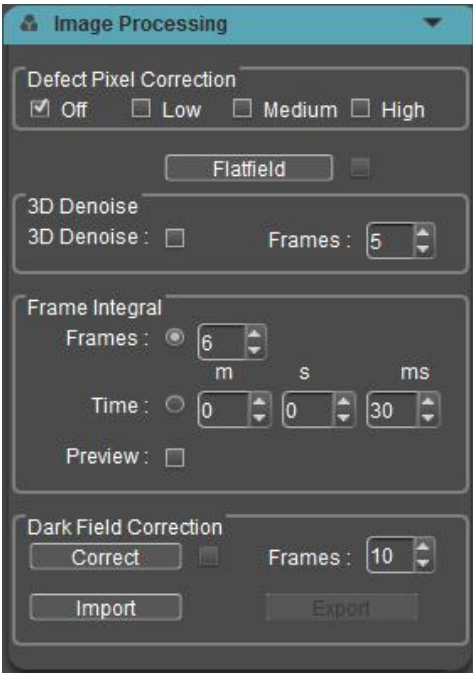 Image Processing
Defect Pixel Correction
Off Low Medium High
Flatfield
3D Denoise
3D Denoise : Frames : 5
Frame Integral
Frames : 6
m s ms
Time : 0 0 30
Preview :
Dark Field Correction
Correct Frames : 10
Import Export